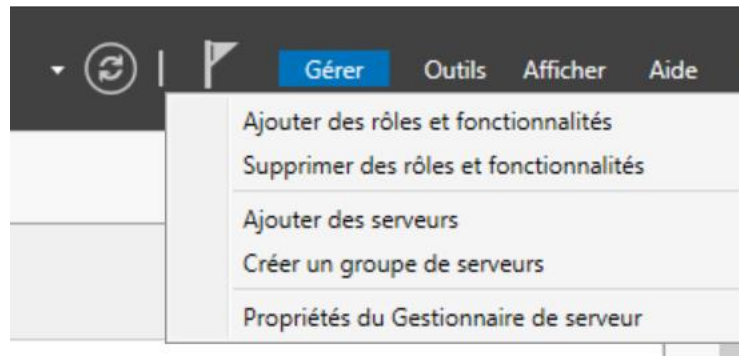 Gérer Outils Afficher Aide
Ajouter des rôles et fonctionnalités
Supprimer des rôles et fonctionnalités
Ajouter des serveurs
Créer un groupe de serveurs
Propriétés du Gestionnaire de serveur